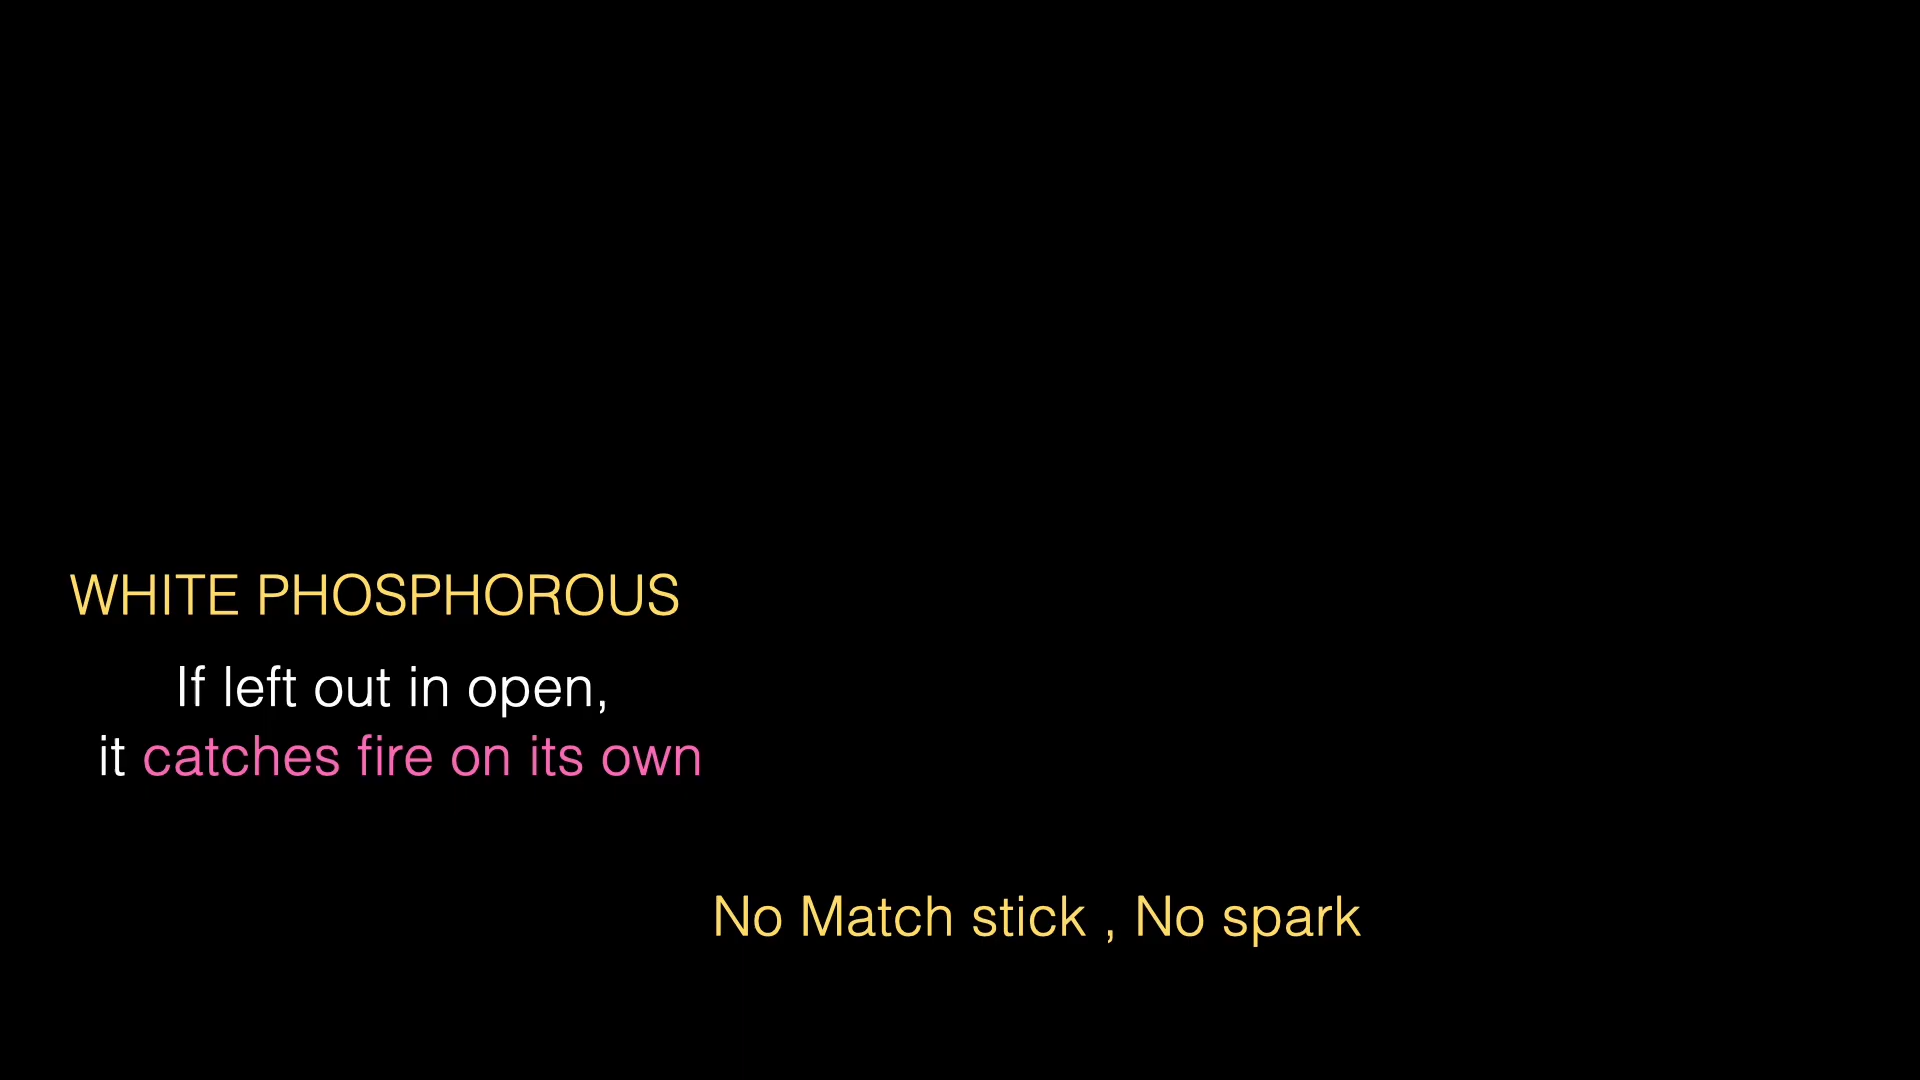 WHITE PHOSPHOROUS
If left out in open,
it catches fire on its own
No Match stick , No spark